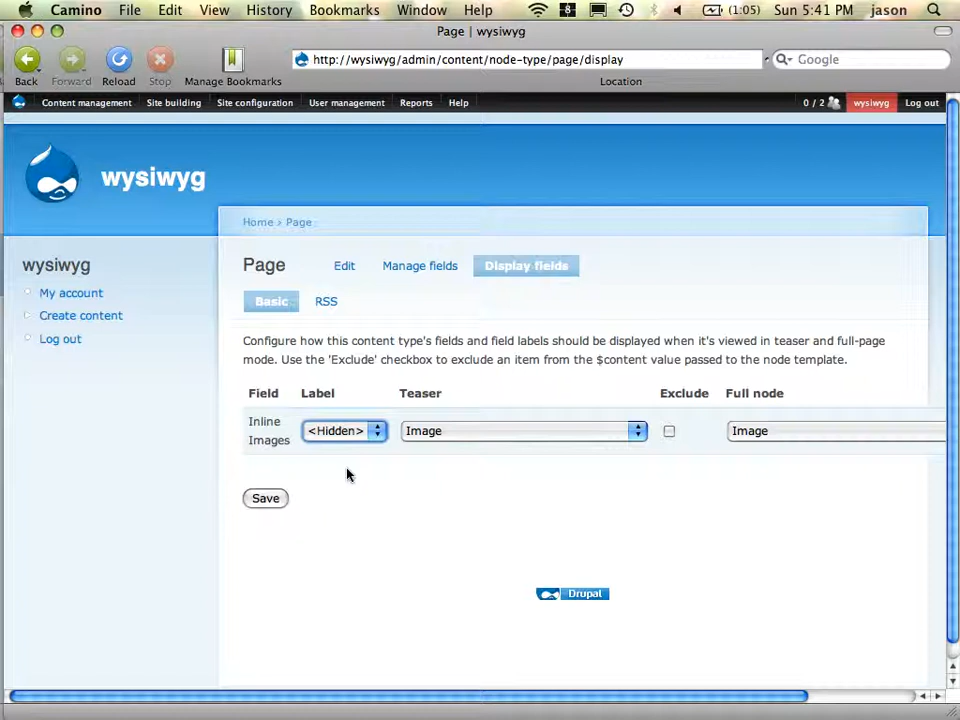 Camino File Edit View History Bookmarks Window Help (1:05) Sun 5:41 PM jason
Page | wysiwyg
http://wysiwyg/admin/content/node-type/page/display
Google
Back Forward Reload Stop Manage Bookmarks Location Search
Content management Site building Site configuration User management Reports Help 0 / 2 wysiwyg Log out
wysiwyg
Home › Page
wysiwyg
My account
Create content
Log out
Page Edit Manage fields Display fields
Basic RSS
Configure how this content type's fields and field labels should be displayed when it's viewed in teaser and full-page
mode. Use the 'Exclude' checkbox to exclude an item from the $content value passed to the node template.
Field Label Teaser Exclude Full node
Inline
Images
<Hidden> Image Image
Save
Drupal